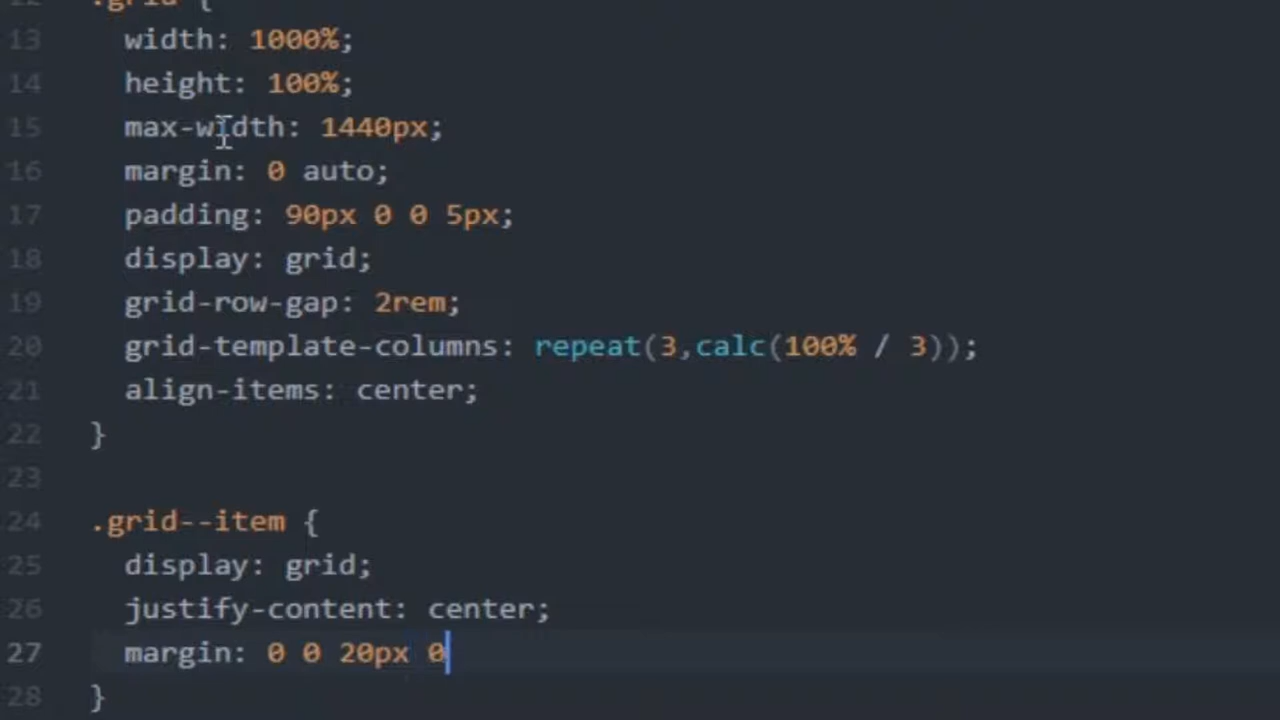 12 .grid {
13 width: 1000%;
14 height: 100%;
15 max-width: 1440px;
16 margin: 0 auto;
17 padding: 90px 0 0 5px;
18 display: grid;
19 grid-row-gap: 2rem;
20 grid-template-columns: repeat(3,calc(100% / 3));
21 align-items: center;
22 }
23
24 .grid--item {
25 display: grid;
26 justify-content: center;
27 margin: 0 0 20px 0
28 }